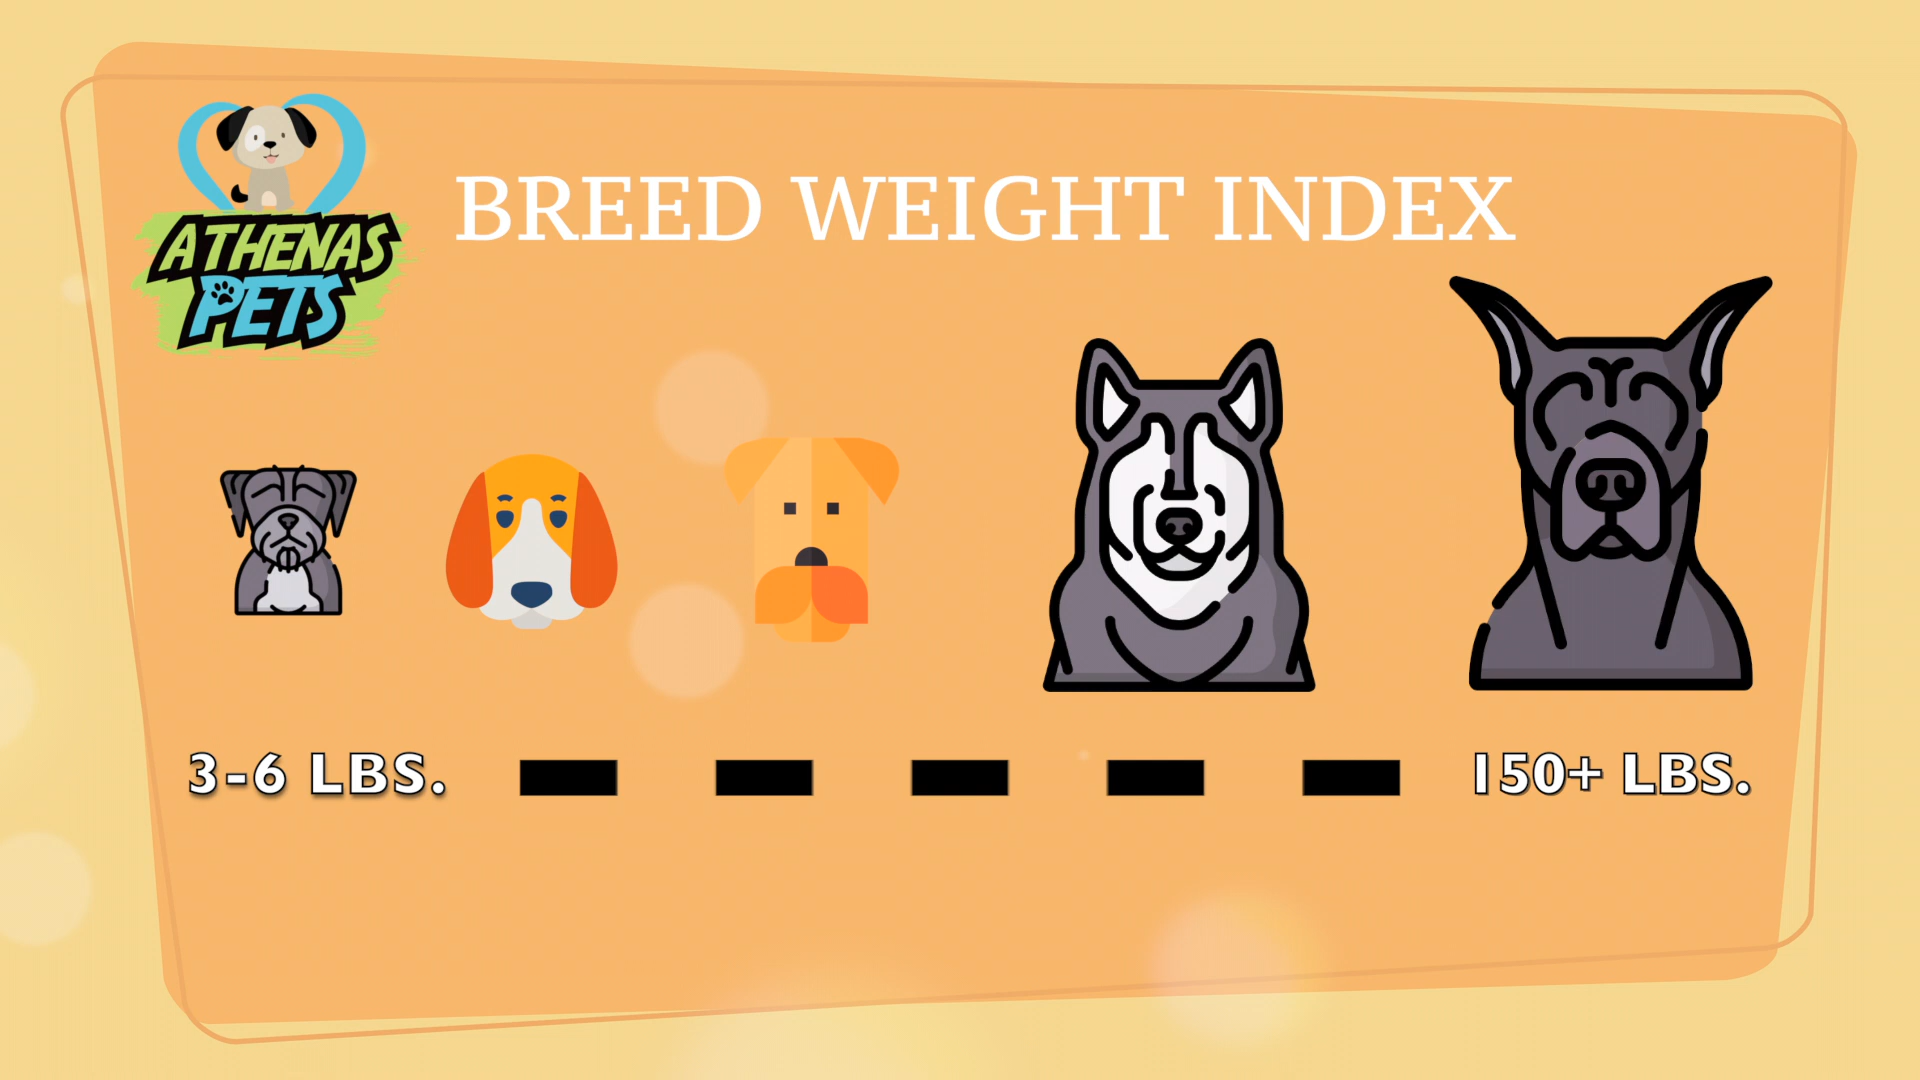 ATHENAS
PETS
BREED WEIGHT INDEX
3-6 LBS.
150+ LBS.